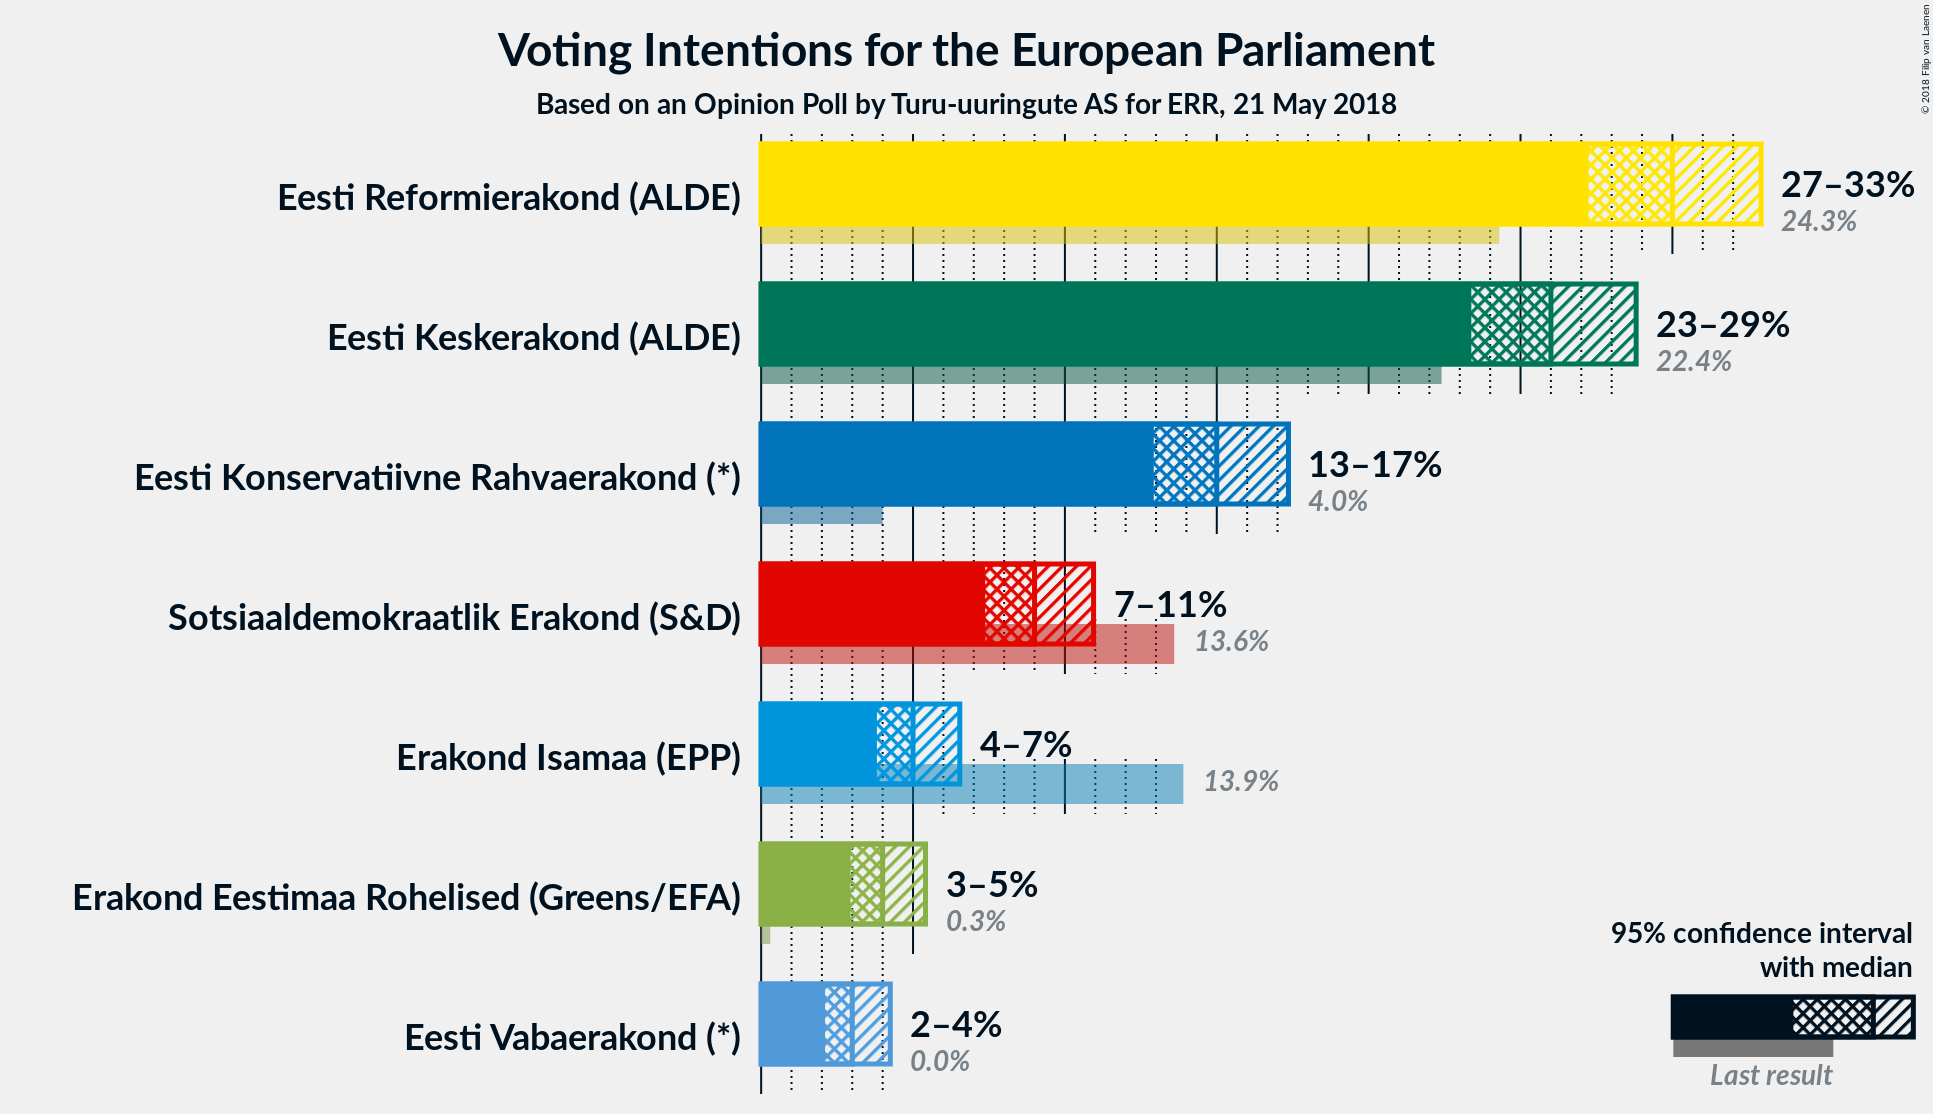 Voting Intentions for the European Parliament
Based on an Opinion Poll by Turu-uuringute AS for ERR, 21 May 2018
© 2018 Filip van Laenen
Eesti Reformierakond (ALDE)
27–33%
24.3%
Eesti Keskerakond (ALDE)
23–29%
22.4%
Eesti Konservatiivne Rahvaerakond (*)
13–17%
4.0%
Sotsiaaldemokraatlik Erakond (S&D)
7–11%
13.6%
Erakond Isamaa (EPP)
4–7%
13.9%
Erakond Eestimaa Rohelised (Greens/EFA)
3–5%
0.3%
Eesti Vabaerakond (*)
2–4%
0.0%
95% confidence interval
with median
Last result